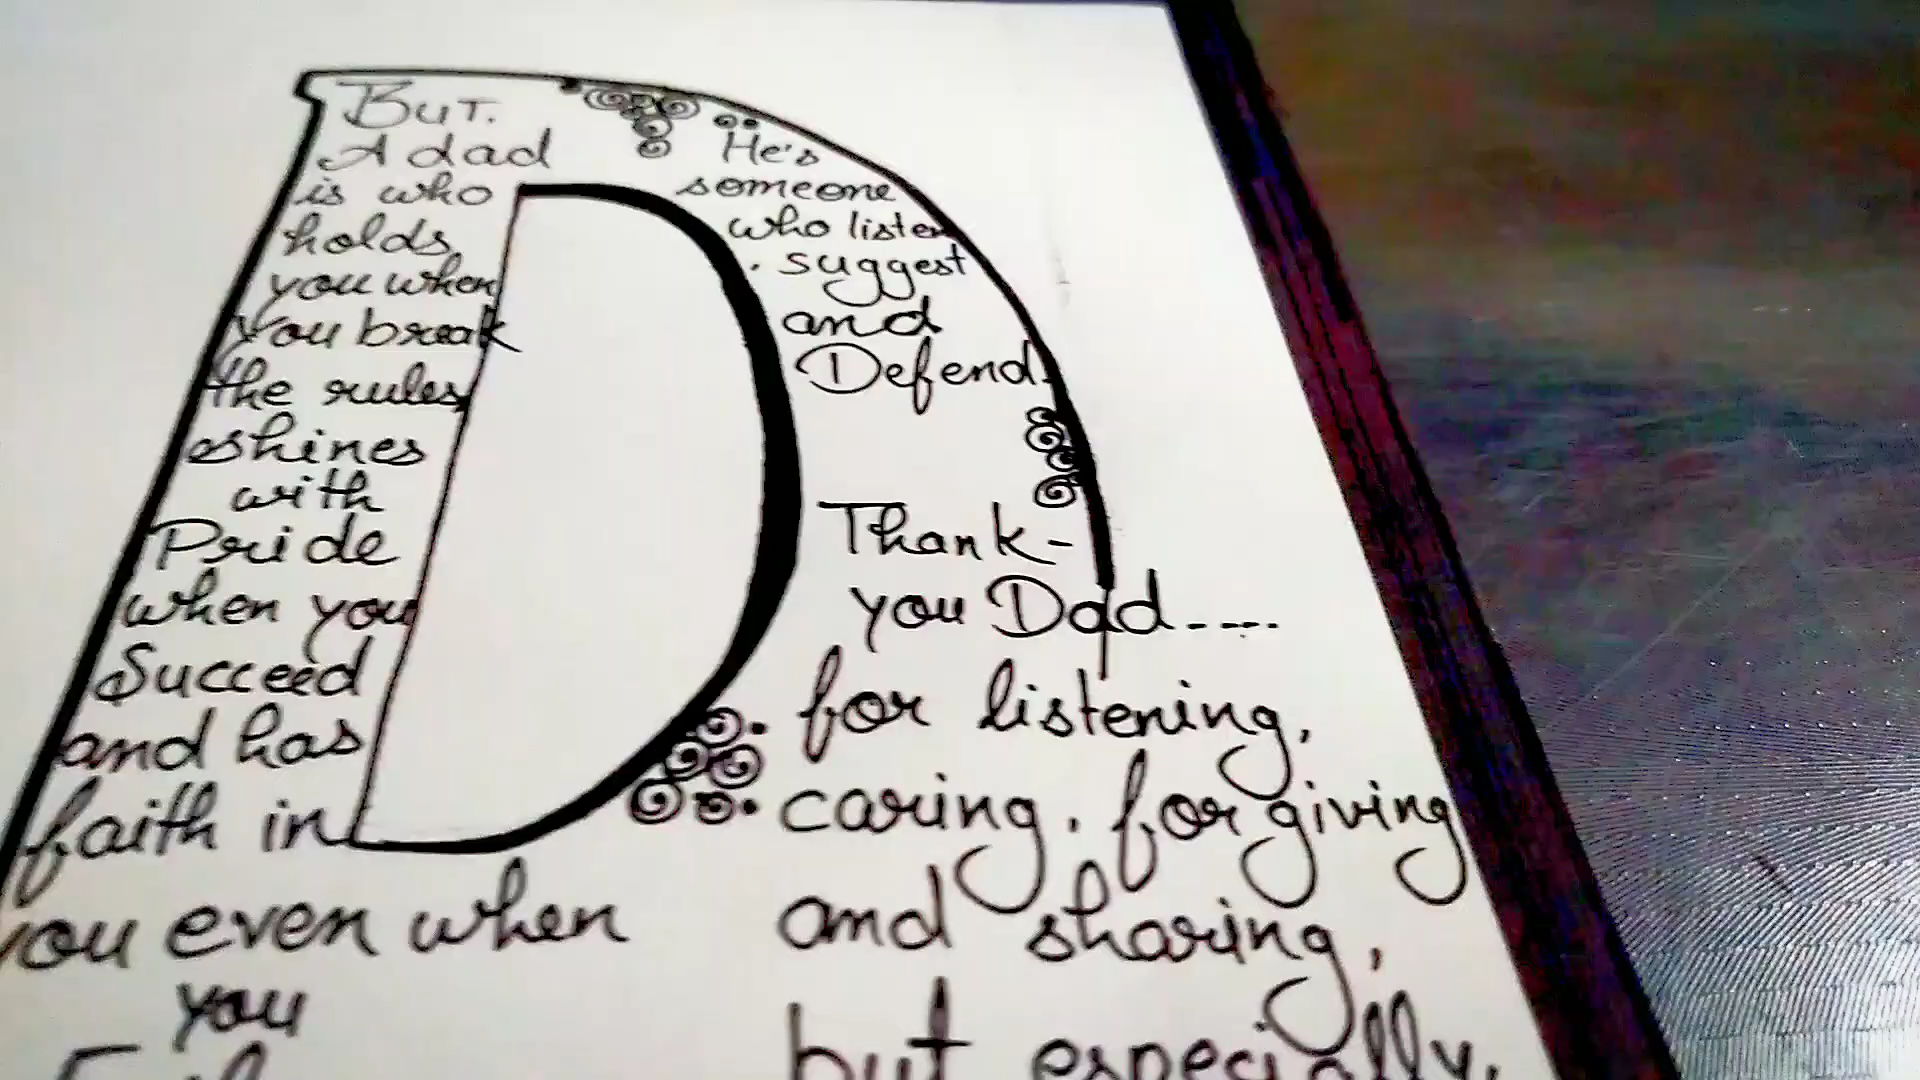 But.
A dad
is who
holds
you when
you break
the rules,
shines
with
Pride
when you
Succeed
and has
faith in
you even when
you
He's
someone
who listen
. suggest
and
Defend.
Thank-
you Dad.....
for listening,
caring, for giving
and sharing,
but especially,